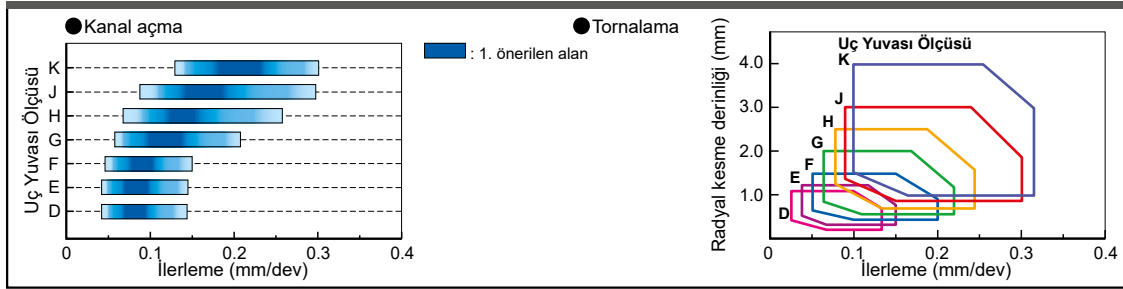 ● Kanal açma
Uç Yuvası Ölçüsü
K
J
H
G
F
E
D
0 0.1 0.2 0.3 0.4
İlerleme (mm/dev)
: 1. önerilen alan
● Tornalama
Radyal kesme derinliği (mm)
Uç Yuvası Ölçüsü
4.0
3.0
2.0
1.0
K
J
H
G
F
E
D
0 0.1 0.2 0.3 0.4
İlerleme (mm/dev)